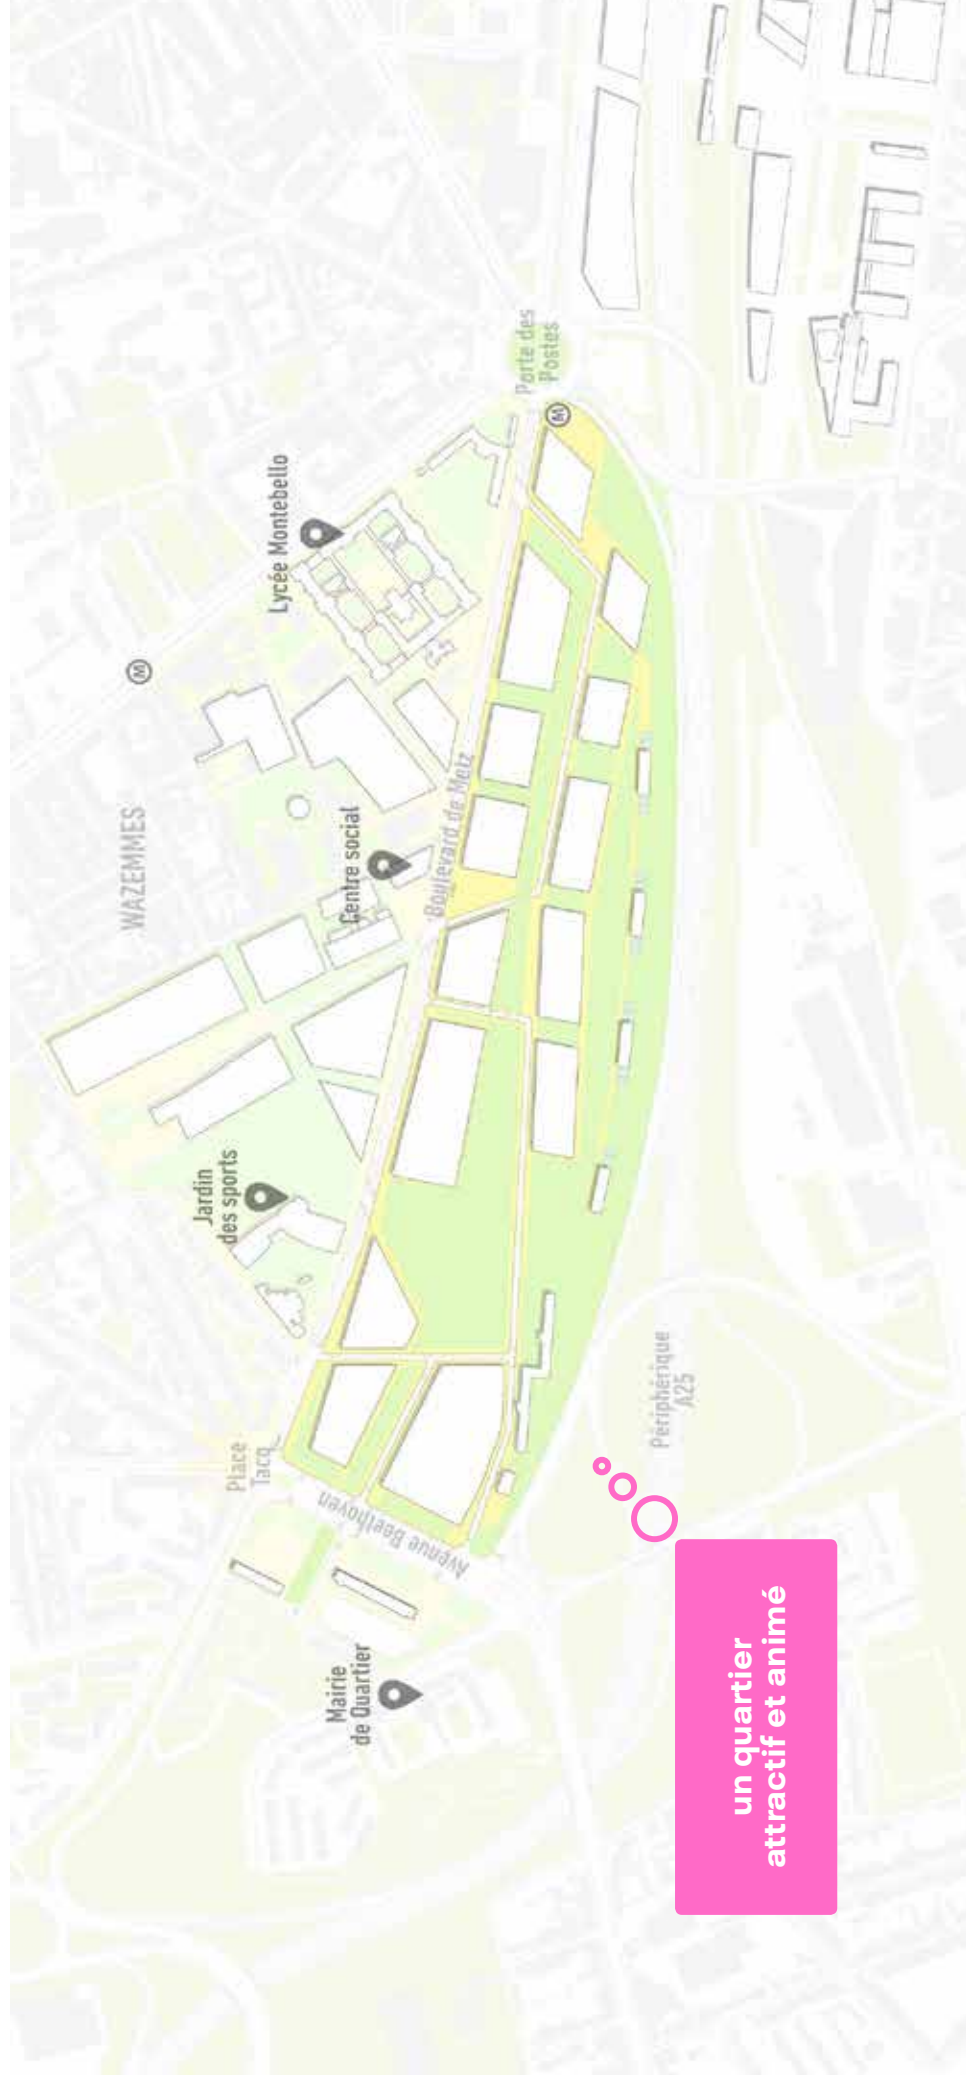 WAZEMMES
Lycée Montebello
Porte des
Postes
M
M
Centre social
Boulevard de Metz
Jardin
des sports
Place
Tacq
Avenue Beethoven
Mairie
de Quartier
Périphérique
A25
un quartier
attractif et animé